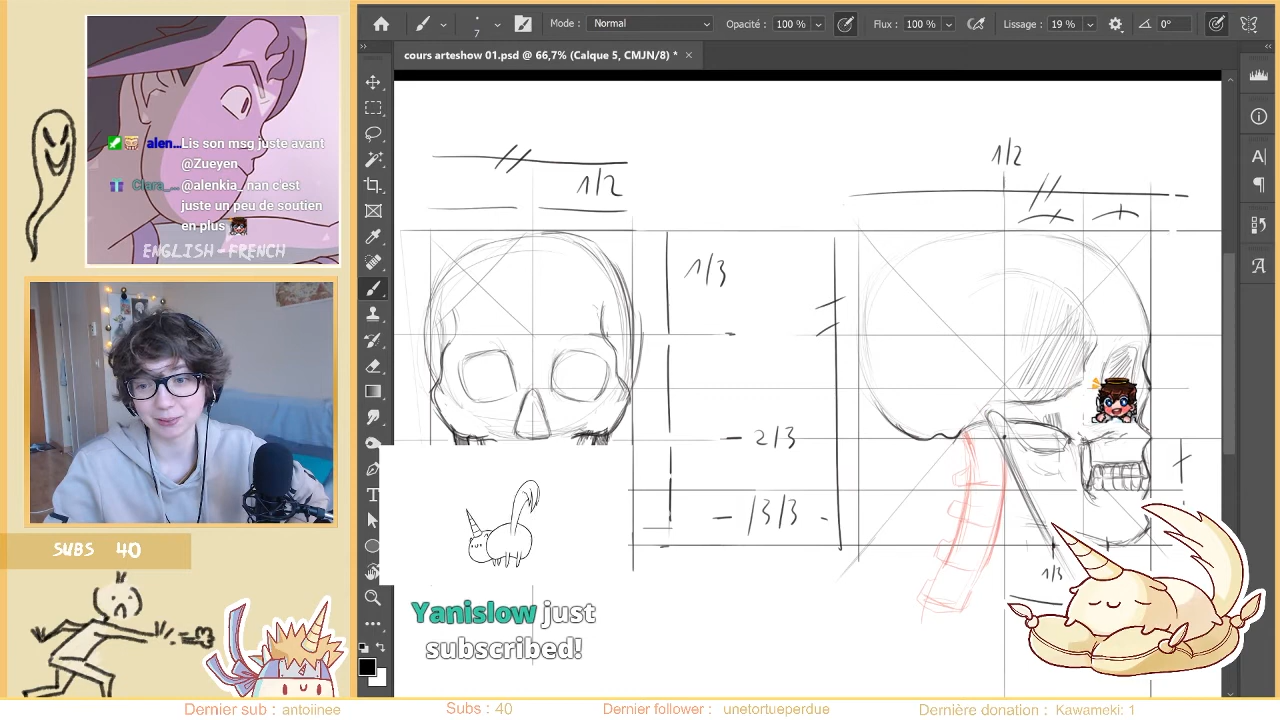 Mode : Normal
Opacité : 100 %
Flux : 100 %
Lissage : 19 %
0°
7
cours arteshow 01.psd @ 66,7% (Calque 5, CMJN/8) * ×
alen... Lis son msg juste avant
@Zueyen
Clara_... @alenkia_ nan c'est
juste un peu de soutien
en plus
ENGLISH - FRENCH
1/2
1/2
1/3
2/3
3/3
1/3
SUBS 40
Yanislow just
subscribed!
Dernier sub : antoiinee
Subs : 40
Dernier follower : unetortueperdue
Dernière donation : Kawameki: 1